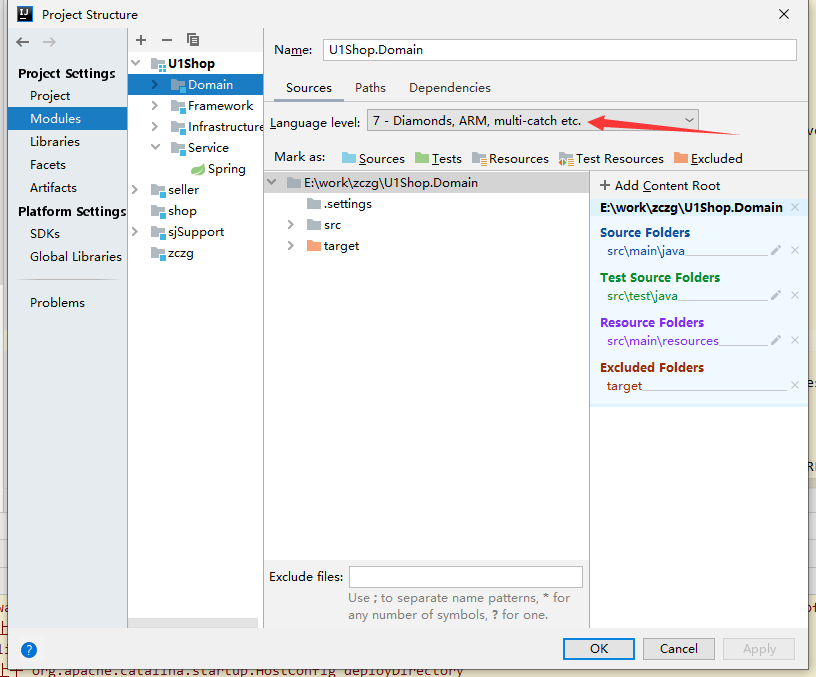 Project Structure
Project Settings
Project
Modules
Libraries
Facets
Artifacts
Platform Settings
SDKs
Global Libraries
Problems
U1Shop
Domain
Framework
Infrastructure
Service
Spring
seller
shop
sjSupport
zczg
Name: U1Shop.Domain
Sources Paths Dependencies
Language level: 7 - Diamonds, ARM, multi-catch etc.
Mark as: Sources Tests Resources Test Resources Excluded
E:\work\zczg\U1Shop.Domain
.settings
src
target
+ Add Content Root
E:\work\zczg\U1Shop.Domain
Source Folders
src\main\java
Test Source Folders
src\test\java
Resource Folders
src\main\resources
Excluded Folders
target
Exclude files:
Use ; to separate name patterns, * for
any number of symbols, ? for one.
? OK Cancel Apply
org.apache.catalina.startup.HostConfig deployDirectory